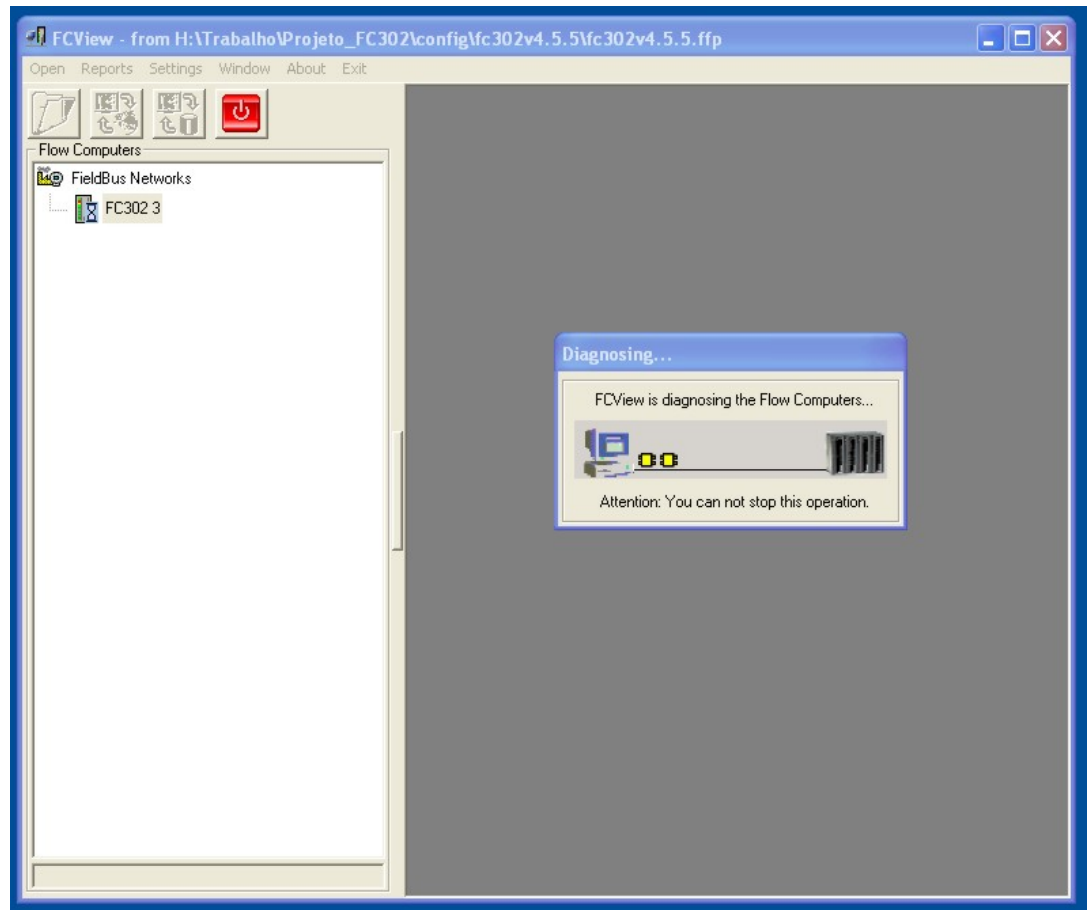 FCView - from H:\Trabalho\Projeto_FC302\config\fc302v4.5.5\fc302v4.5.5.ffp
Open Reports Settings Window About Exit
Flow Computers
FieldBus Networks
FC302 3
Diagnosing...
FCView is diagnosing the Flow Computers...
Attention: You can not stop this operation.